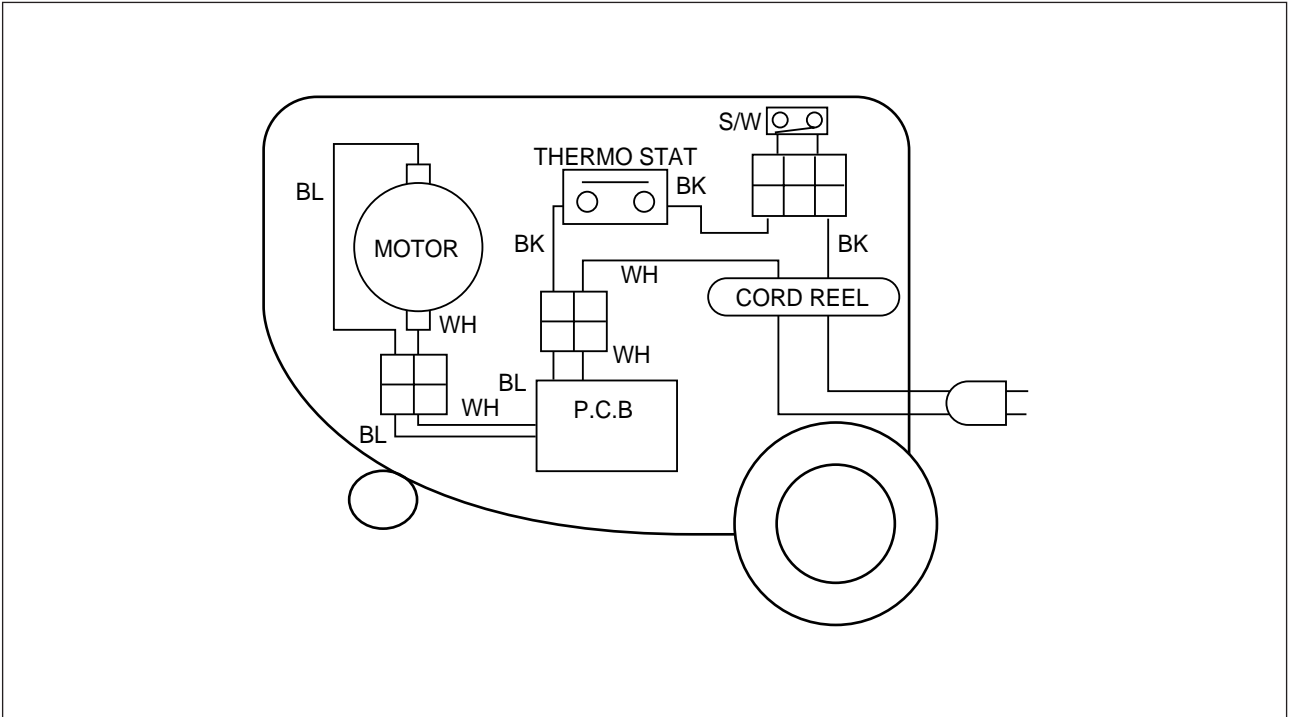 S/W
THERMO STAT
BK
BL
MOTOR
BK
BK
WH
CORD REEL
WH
WH
BL
P.C.B
WH
BL